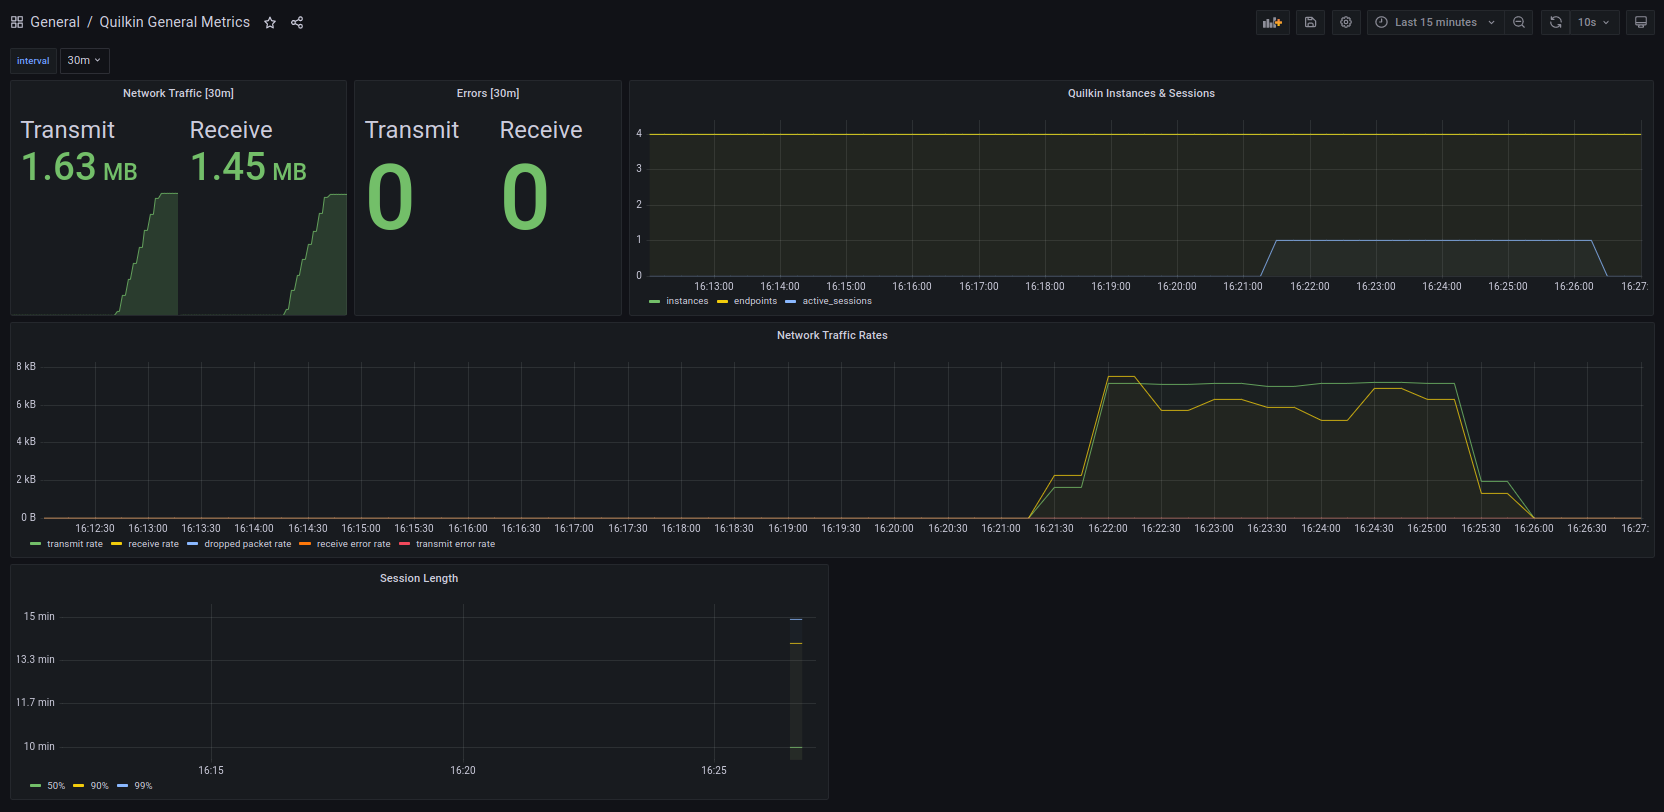 General / Quilkin General Metrics
Last 15 minutes
10s
interval 30m
Network Traffic [30m]
Transmit Receive
1.63 MB 1.45 MB
Errors [30m]
Transmit Receive
0 0
Quilkin Instances & Sessions
4
3
2
1
0
16:13:00 16:14:00 16:15:00 16:16:00 16:17:00 16:18:00 16:19:00 16:20:00 16:21:00 16:22:00 16:23:00 16:24:00 16:25:00 16:26:00 16:27:
instances endpoints active_sessions
Network Traffic Rates
8 kB
6 kB
4 kB
2 kB
0 B
16:12:30 16:13:00 16:13:30 16:14:00 16:14:30 16:15:00 16:15:30 16:16:00 16:16:30 16:17:00 16:17:30 16:18:00 16:18:30 16:19:00 16:19:30 16:20:00 16:20:30 16:21:00 16:21:30 16:22:00 16:22:30 16:23:00 16:23:30 16:24:00 16:24:30 16:25:00 16:25:30 16:26:00 16:26:30 16:27:
transmit rate receive rate dropped packet rate receive error rate transmit error rate
Session Length
15 min
13.3 min
11.7 min
10 min
16:15 16:20 16:25
50% 90% 99%